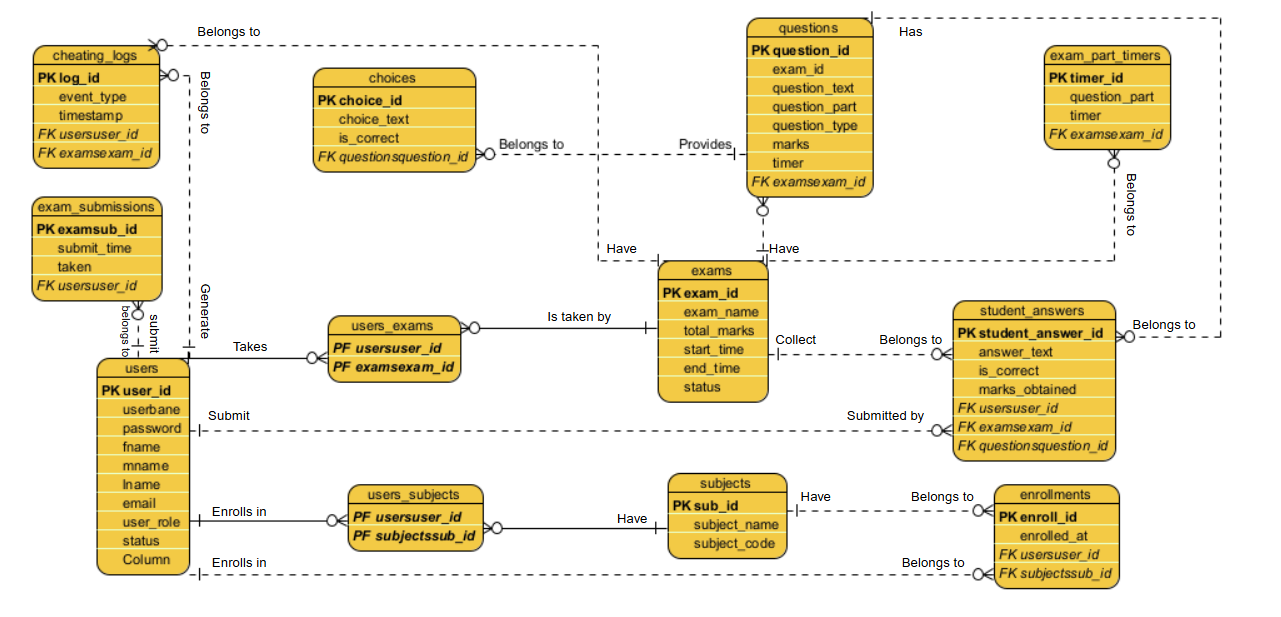 Belongs to
cheating_logs
PK log_id
event_type
timestamp
FK usersuser_id
FK examsexam_id
Belongs to
choices
PK choice_id
choice_text
is_correct
FK questionsquestion_id
Belongs to
Provides
questions
PK question_id
exam_id
question_text
question_part
question_type
marks
timer
FK examsexam_id
Has
exam_part_timers
PK timer_id
question_part
timer
FK examsexam_id
Belongs to
exam_submissions
PK examsub_id
submit_time
taken
FK usersuser_id
belongs to
submit
Generate
Have
Have
exams
PK exam_id
exam_name
total_marks
start_time
end_time
status
users_exams
PF usersuser_id
PF examsexam_id
Takes
Is taken by
Collect
Belongs to
student_answers
PK student_answer_id
answer_text
is_correct
marks_obtained
FK usersuser_id
FK examsexam_id
FK questionsquestion_id
Belongs to
users
PK user_id
userbane
password
fname
mname
lname
email
user_role
status
Column
Submit
Submitted by
Enrolls in
users_subjects
PF usersuser_id
PF subjectssub_id
Have
subjects
PK sub_id
subject_name
subject_code
Have
Belongs to
enrollments
PK enroll_id
enrolled_at
FK usersuser_id
FK subjectssub_id
Enrolls in
Belongs to